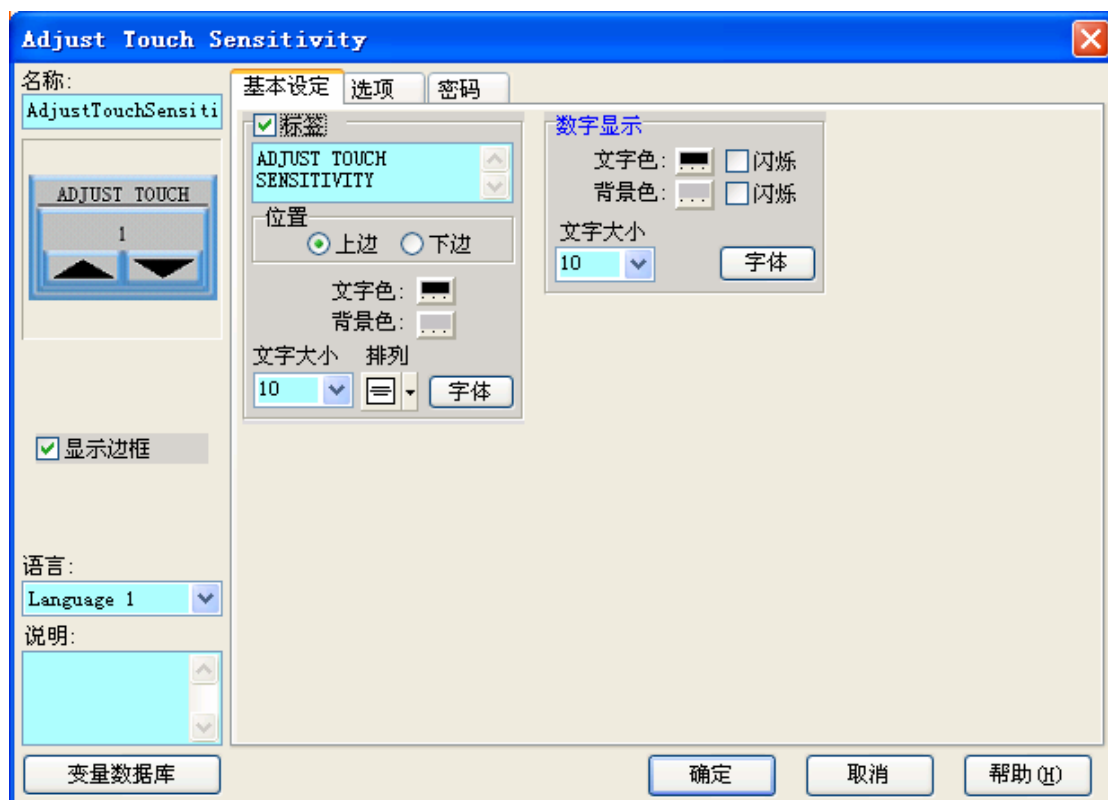 Adjust Touch Sensitivity
名称:
AdjustTouchSensiti
ADJUST TOUCH
1
显示边框
语言:
Language 1
说明:
变量数据库
基本设定 选项 密码
标签
ADJUST TOUCH
SENSITIVITY
位置
上边 下边
文字色: ...
背景色: ...
文字大小 排列
10 字体
数字显示
文字色: ... 闪烁
背景色: ... 闪烁
文字大小
10 字体
确定 取消 帮助(H)